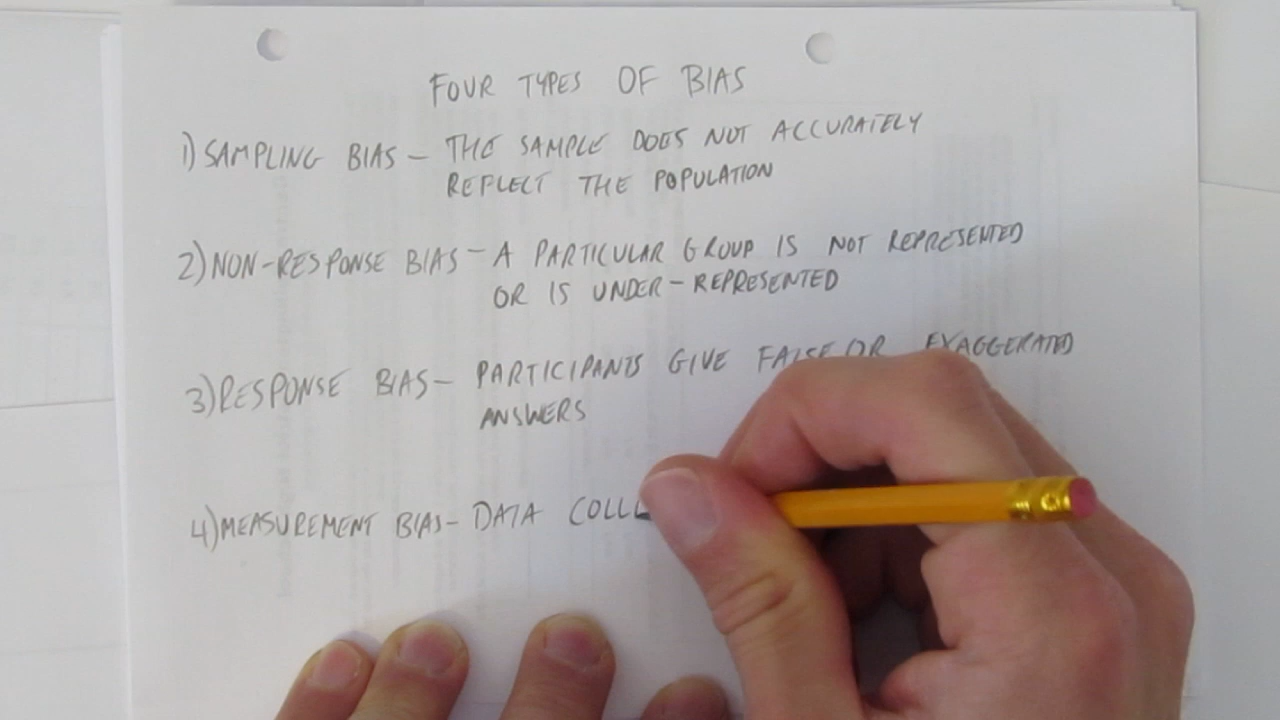 FOUR TYPES OF BIAS
1) SAMPLING BIAS - THE SAMPLE DOES NOT ACCURATELY
REFLECT THE POPULATION
2) NON-RESPONSE BIAS - A PARTICULAR GROUP IS NOT REPRESENTED
OR IS UNDER-REPRESENTED
3) RESPONSE BIAS - PARTICIPANTS GIVE FALSE OR EXAGGERATED
ANSWERS
4) MEASUREMENT BIAS - DATA